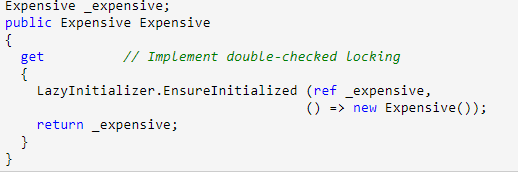 Expensive _expensive;
public Expensive Expensive
{
  get          // Implement double-checked locking
  {
    LazyInitializer.EnsureInitialized (ref _expensive,
                                      () => new Expensive());
    return _expensive;
  }
}